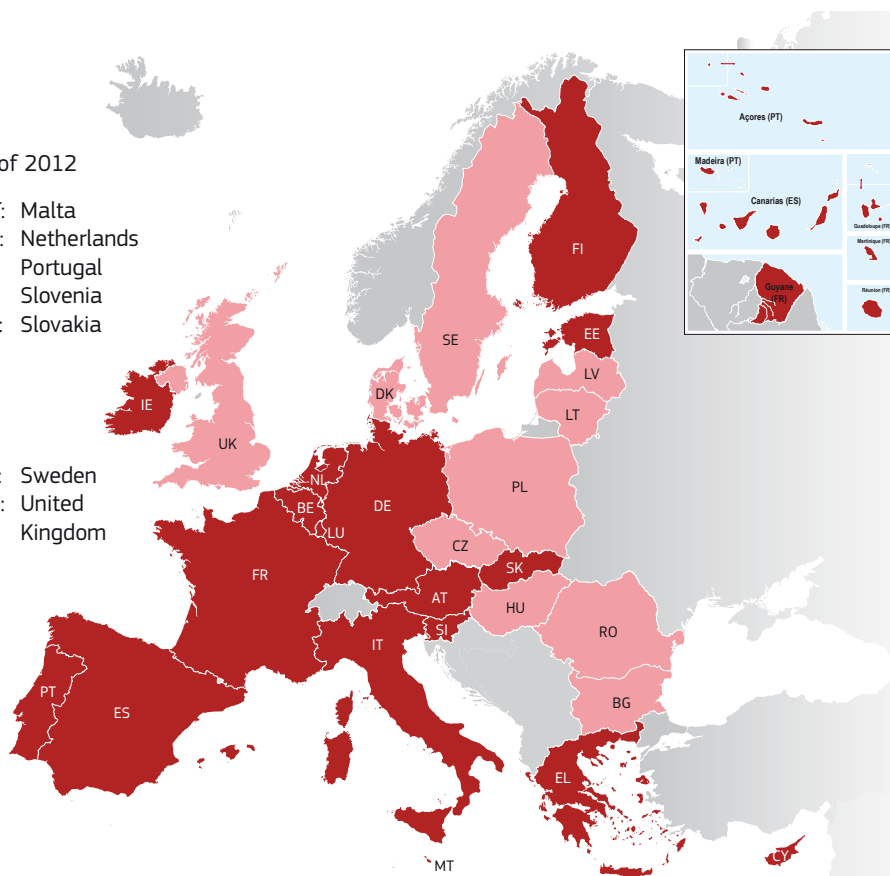 of 2012
: Malta
: Netherlands
Portugal
Slovenia
: Slovakia
: Sweden
: United
Kingdom
Açores (PT)
Madeira (PT)
Canarias (ES)
Guadeloupe (FR)
Martinique (FR)
Guyane
(FR)
Réunion (FR)
FI
SE
EE
LV
DK
LT
IE
UK
NL
PL
BE
DE
LU
CZ
FR
SK
AT
HU
SI
RO
IT
PT
ES
BG
EL
CY
MT